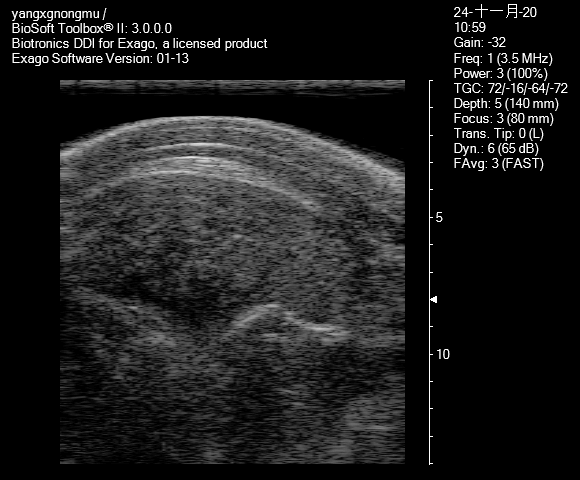 yangxgnongmu /
BioSoft Toolbox® II: 3.0.0.0
Biotronics DDI for Exago, a licensed product
Exago Software Version: 01-13
24-十一月-20
10:59
Gain: -32
Freq: 1 (3.5 MHz)
Power: 3 (100%)
TGC: 72/-16/-64/-72
Depth: 5 (140 mm)
Focus: 3 (80 mm)
Trans. Tip: 0 (L)
Dyn.: 6 (65 dB)
FAvg: 3 (FAST)
5
10